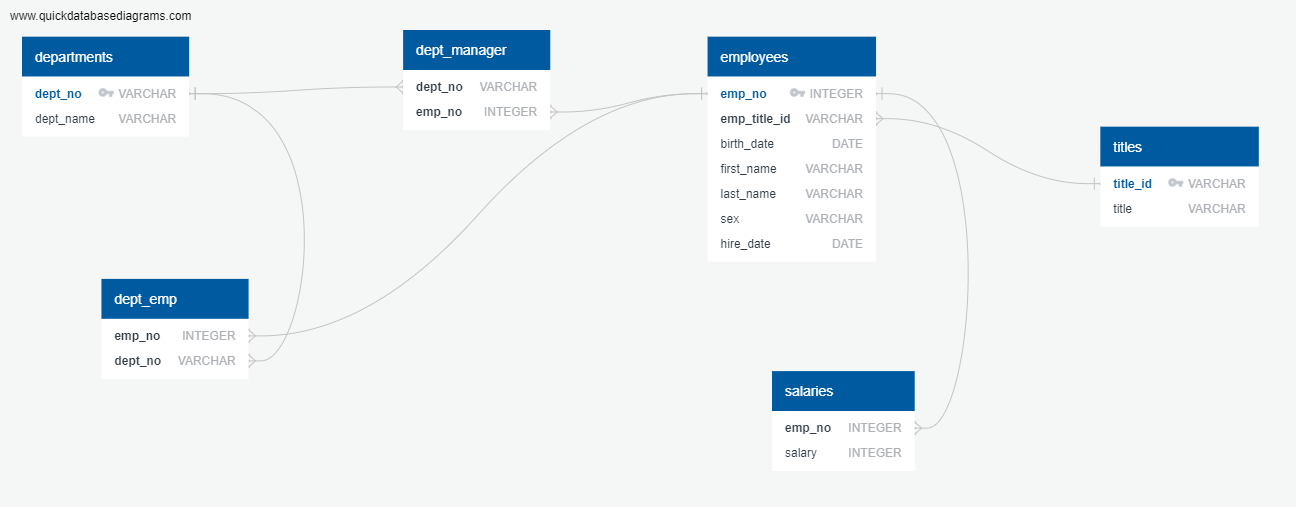 www.quickdatabasediagrams.com
departments
dept_no VARCHAR
dept_name VARCHAR
dept_manager
dept_no VARCHAR
emp_no INTEGER
employees
emp_no INTEGER
emp_title_id VARCHAR
birth_date DATE
first_name VARCHAR
last_name VARCHAR
sex VARCHAR
hire_date DATE
titles
title_id VARCHAR
title VARCHAR
dept_emp
emp_no INTEGER
dept_no VARCHAR
salaries
emp_no INTEGER
salary INTEGER